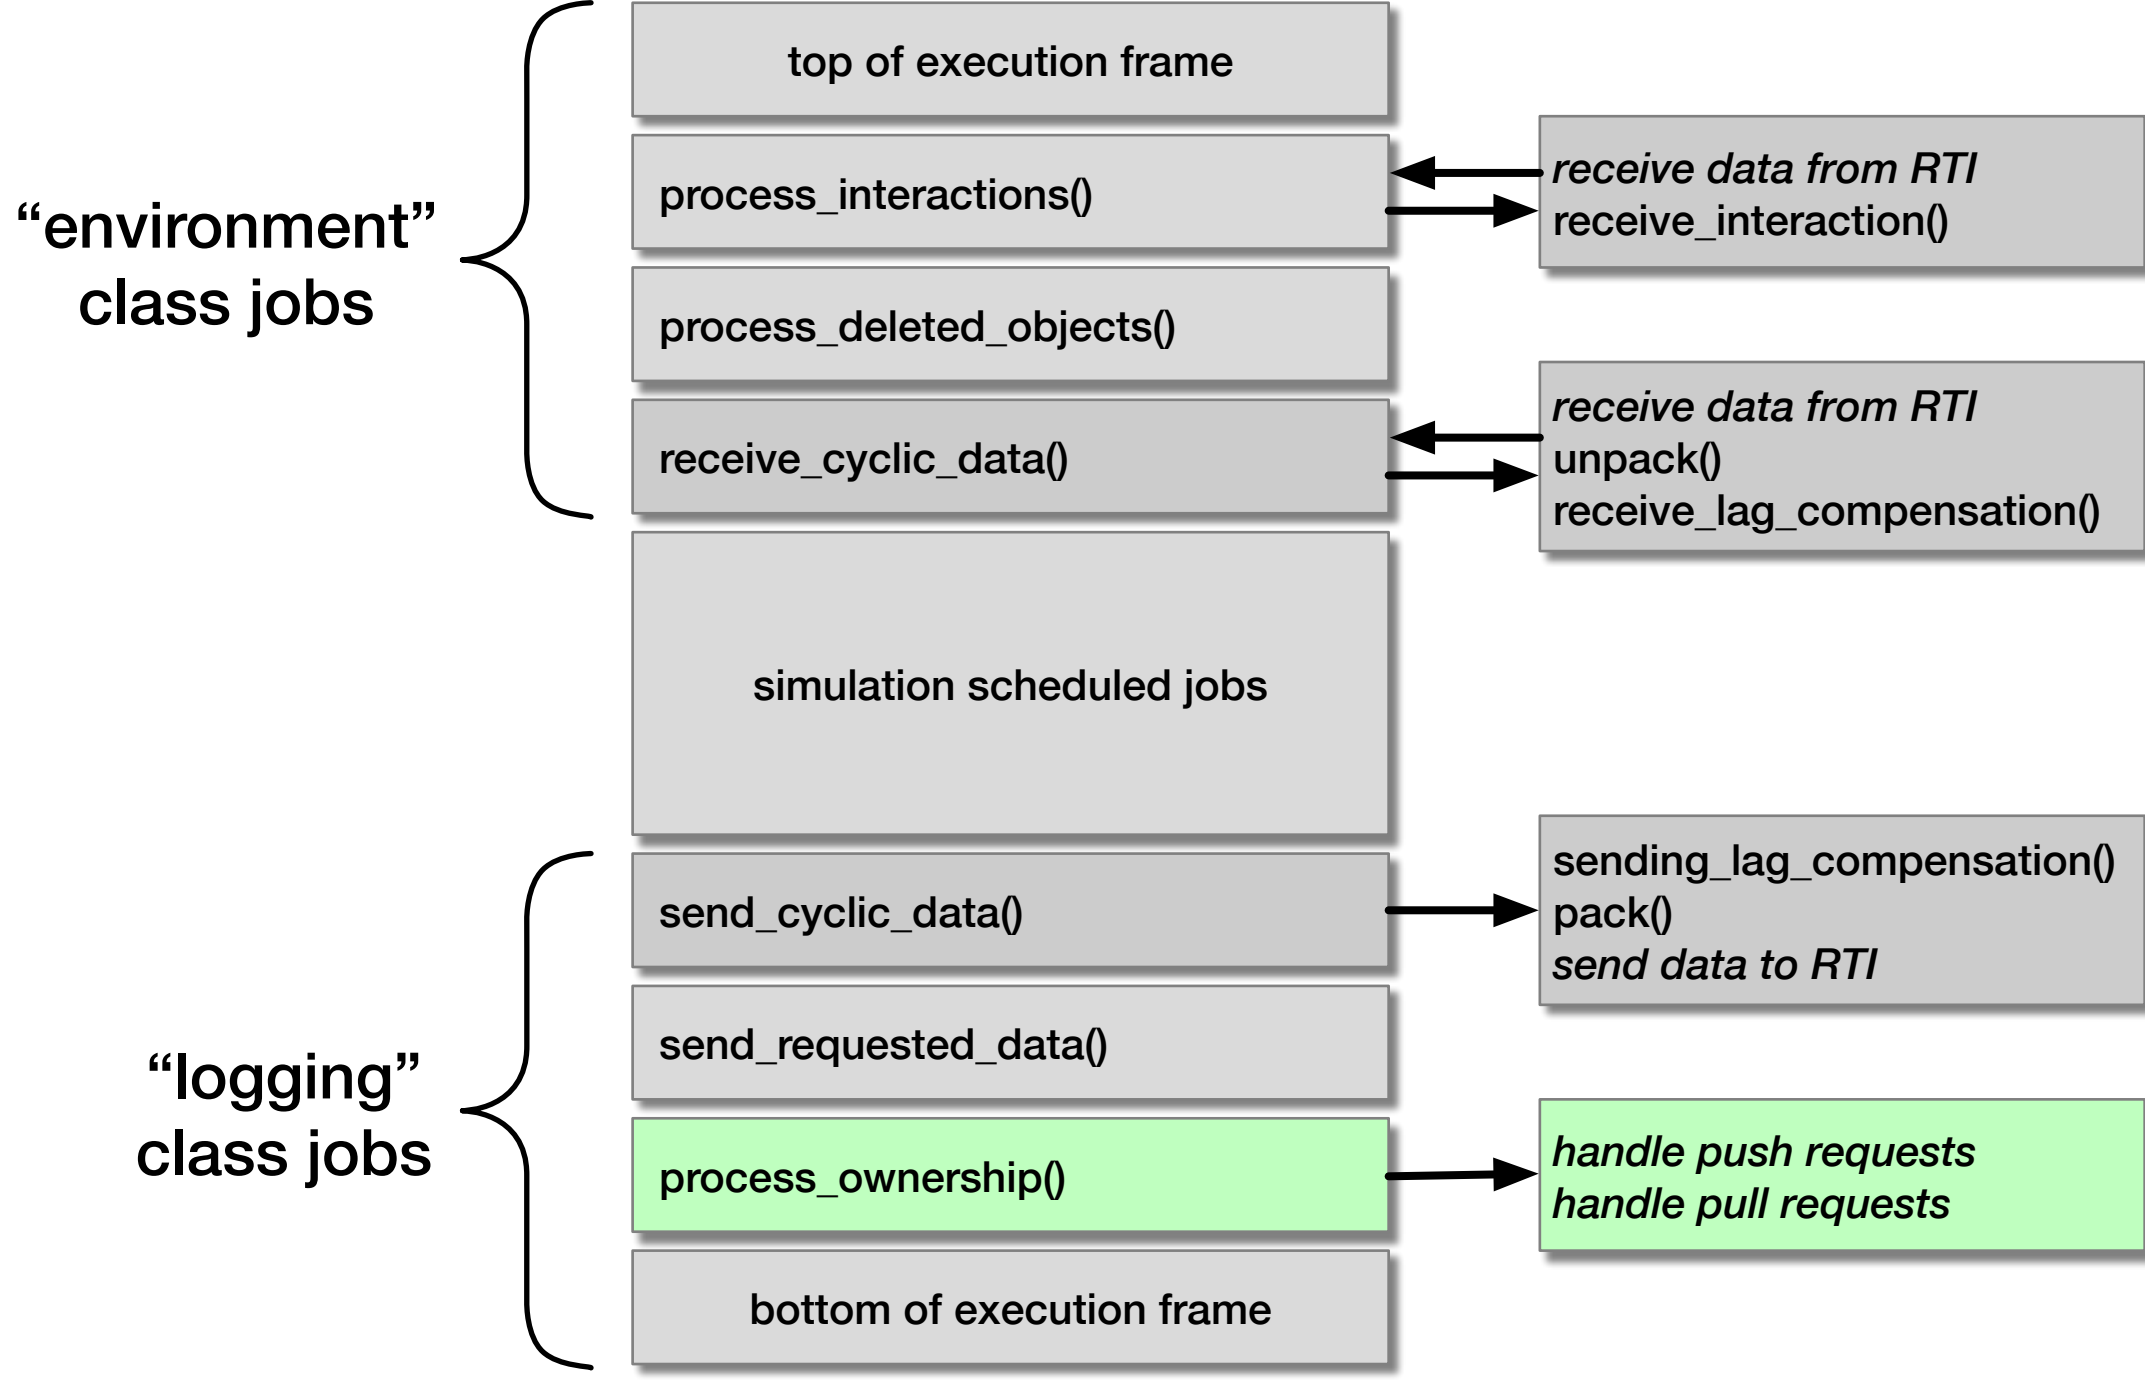 top of execution frame
“environment”
class jobs
process_interactions()
receive data from RTI
receive_interaction()
process_deleted_objects()
receive_cyclic_data()
receive data from RTI
unpack()
receive_lag_compensation()
simulation scheduled jobs
“logging”
class jobs
send_cyclic_data()
sending_lag_compensation()
pack()
send data to RTI
send_requested_data()
process_ownership()
handle push requests
handle pull requests
bottom of execution frame